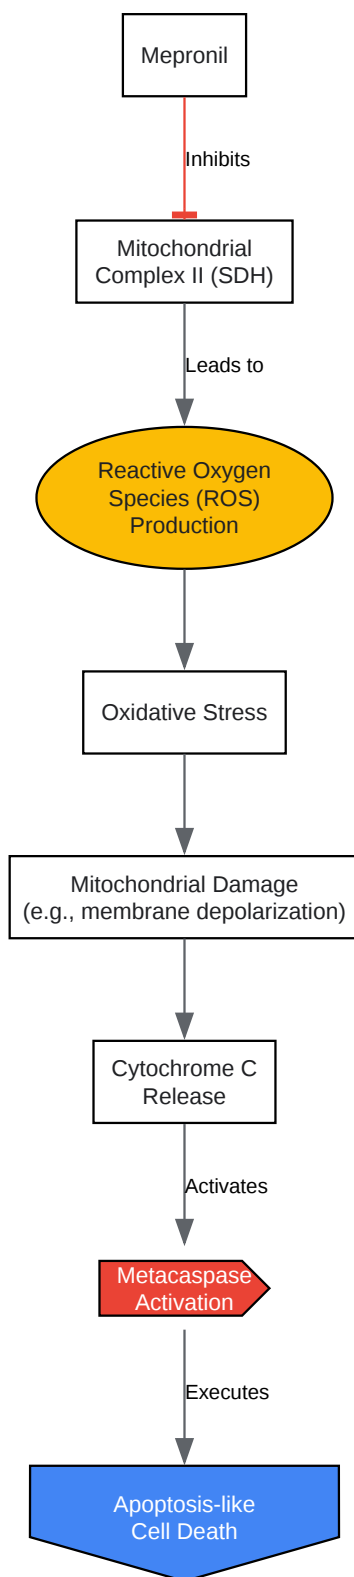 Mepronil
Inhibits
Mitochondrial
Complex II (SDH)
Leads to
Reactive Oxygen
Species (ROS)
Production
Oxidative Stress
Mitochondrial Damage
(e.g., membrane depolarization)
Cytochrome C
Release
Activates
Metacaspase
Activation
Executes
Apoptosis-like
Cell Death